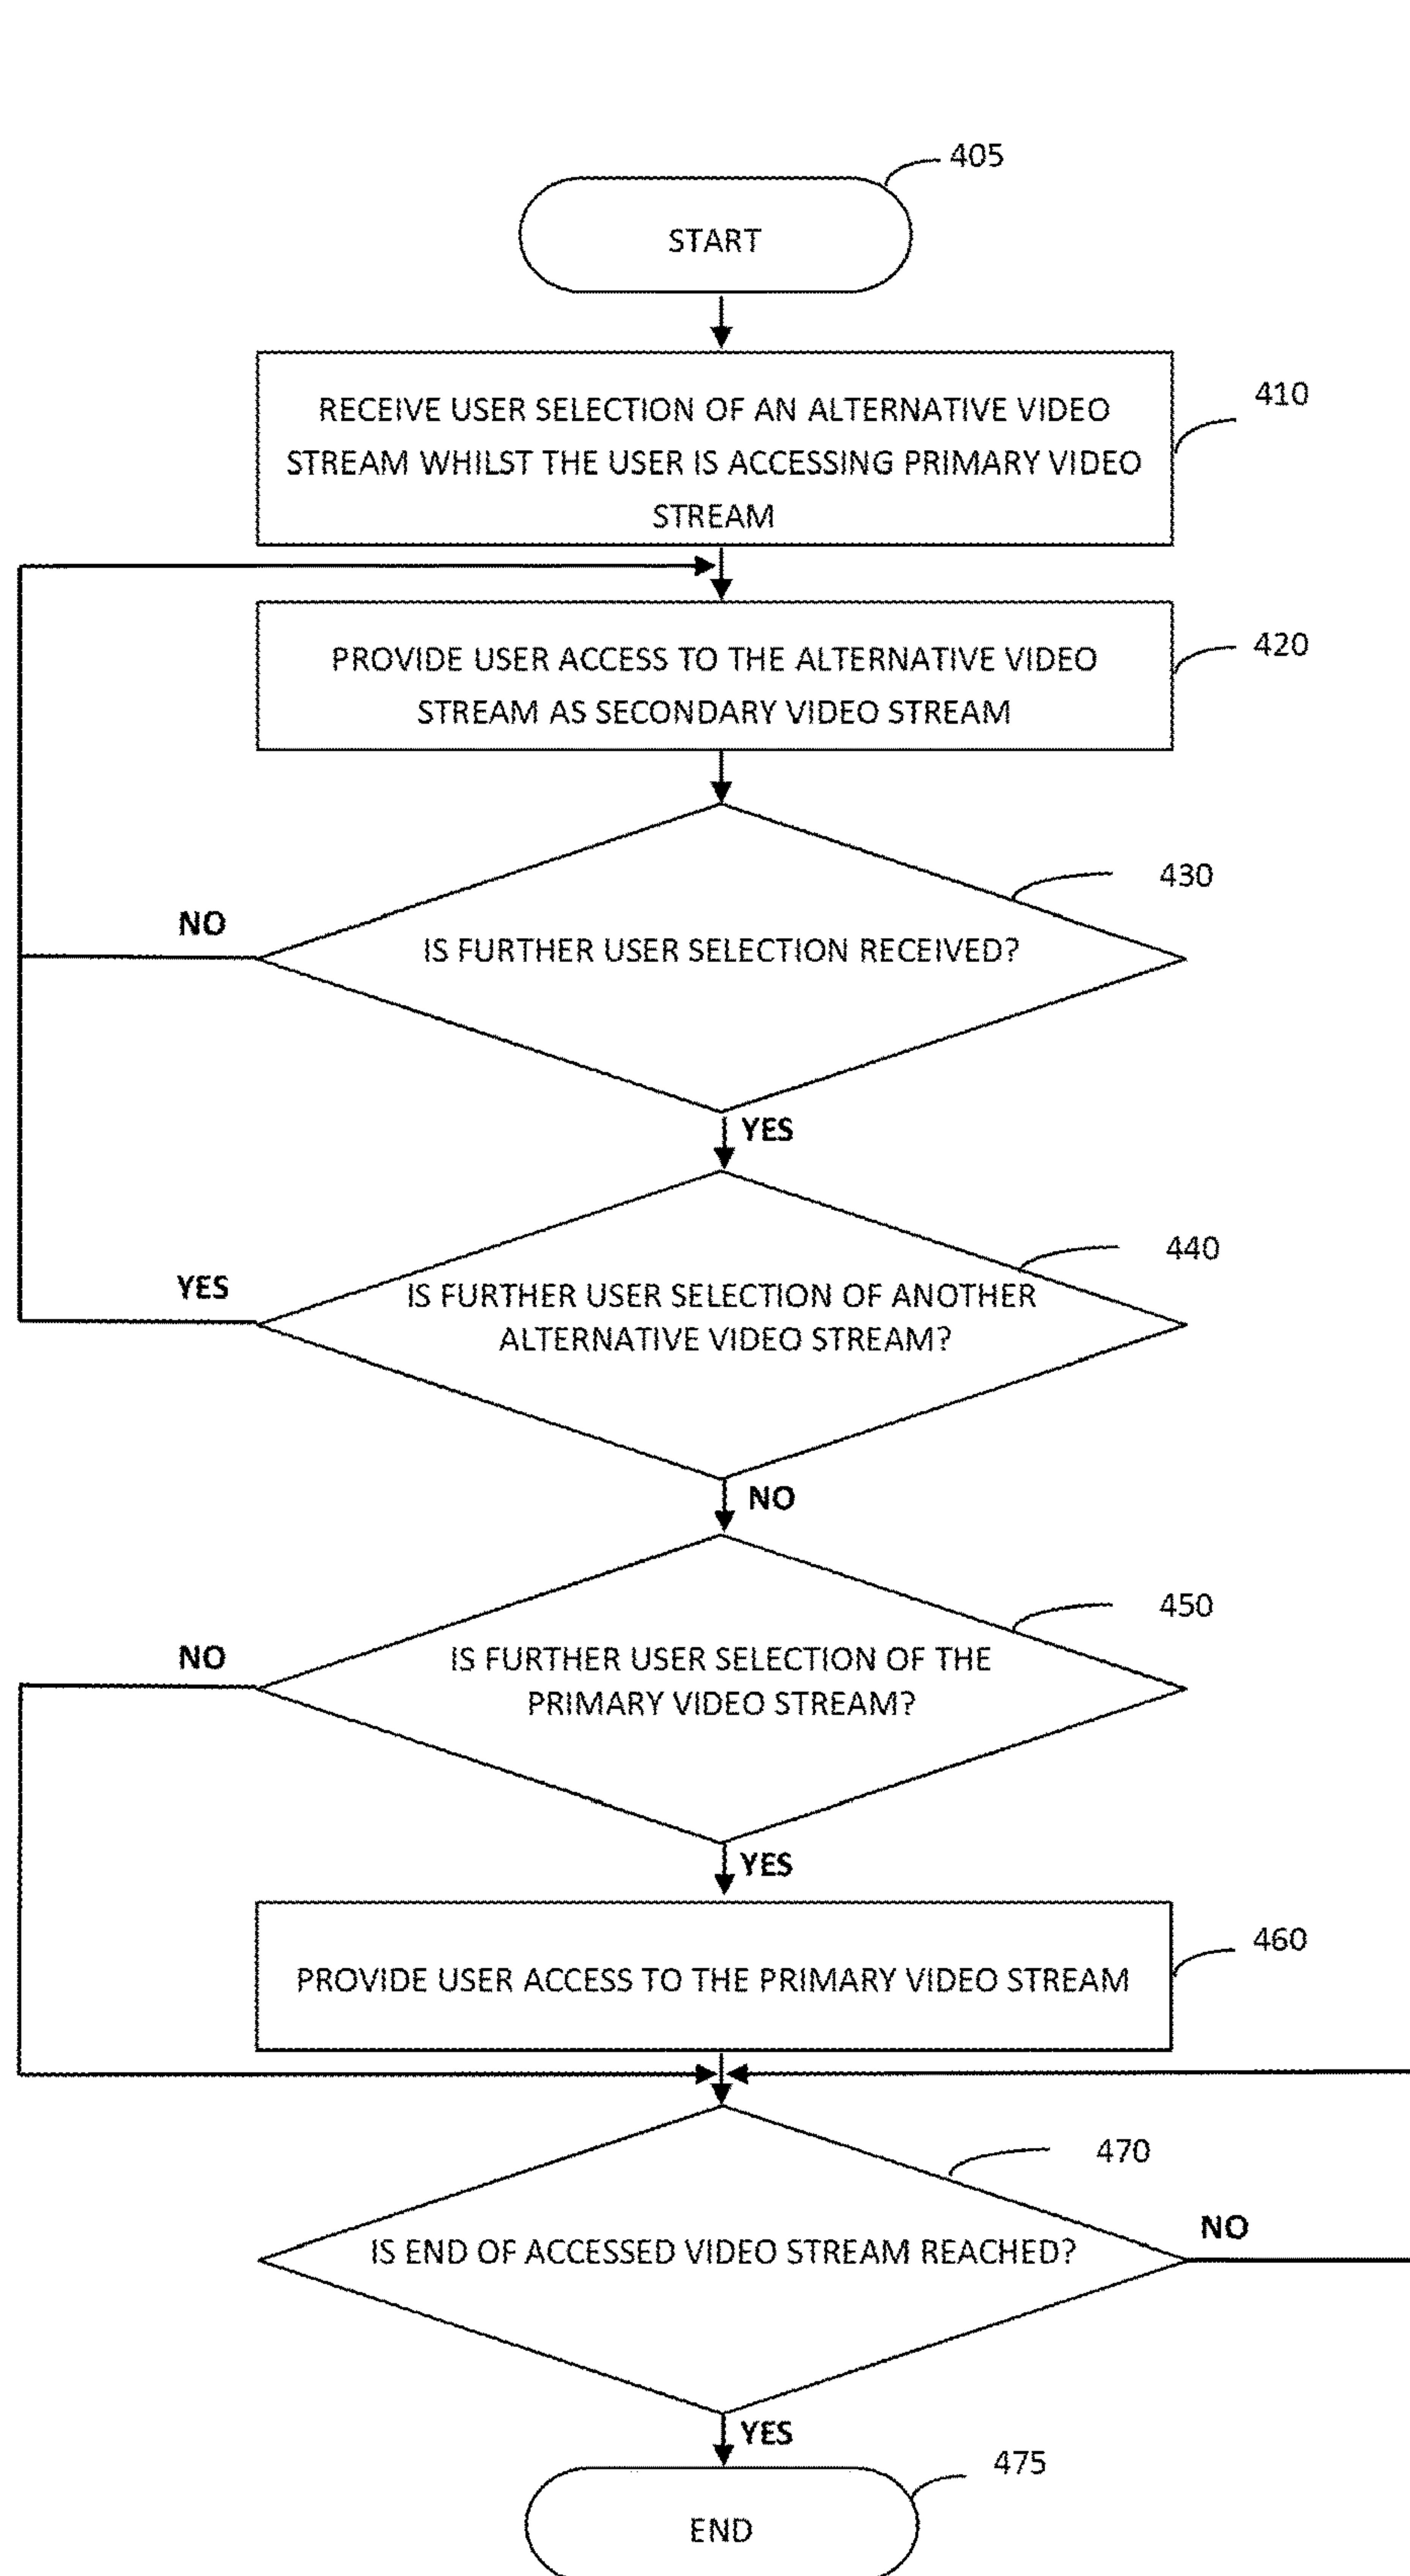 405
START
410
RECEIVE USER SELECTION OF AN ALTERNATIVE VIDEO
STREAM WHILST THE USER IS ACCESSING PRIMARY VIDEO
STREAM
420
PROVIDE USER ACCESS TO THE ALTERNATIVE VIDEO
STREAM AS SECONDARY VIDEO STREAM
430
NO
IS FURTHER USER SELECTION RECEIVED?
YES
440
YES
IS FURTHER USER SELECTION OF ANOTHER
ALTERNATIVE VIDEO STREAM?
NO
450
NO
IS FURTHER USER SELECTION OF THE
PRIMARY VIDEO STREAM?
YES
460
PROVIDE USER ACCESS TO THE PRIMARY VIDEO STREAM
470
NO
IS END OF ACCESSED VIDEO STREAM REACHED?
YES
475
END